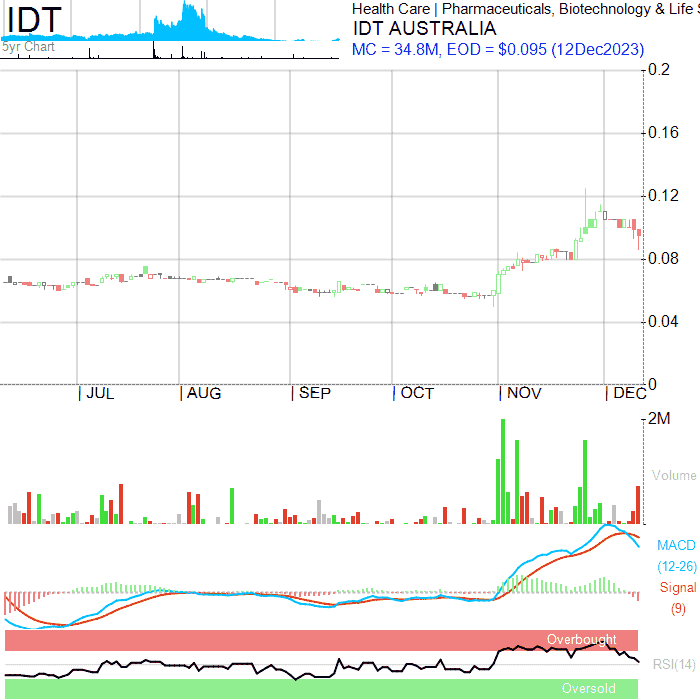 IDT
5yr Chart
Health Care | Pharmaceuticals, Biotechnology & Life S
IDT AUSTRALIA
MC = 34.8M, EOD = $0.095 (12Dec2023)
0.2
0.16
0.12
0.08
0.04
0
| JUL | AUG | SEP | OCT | NOV | DEC
2M
Volume
MACD
(12-26)
Signal
(9)
Overbought
RSI(14)
Oversold